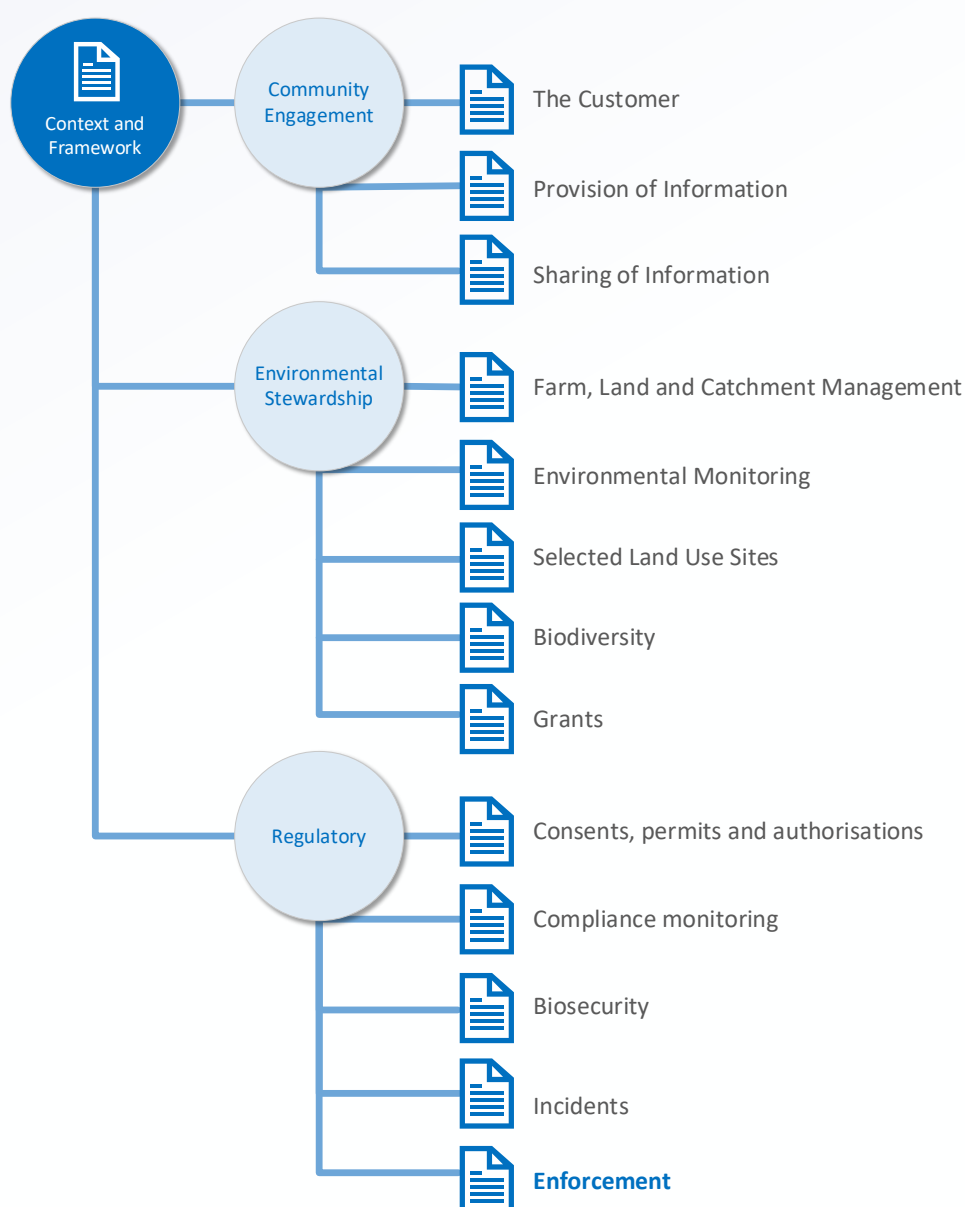 Context and
Framework
Community
Engagement
The Customer
Provision of Information
Sharing of Information
Environmental
Stewardship
Farm, Land and Catchment Management
Environmental Monitoring
Selected Land Use Sites
Biodiversity
Grants
Regulatory
Consents, permits and authorisations
Compliance monitoring
Biosecurity
Incidents
Enforcement